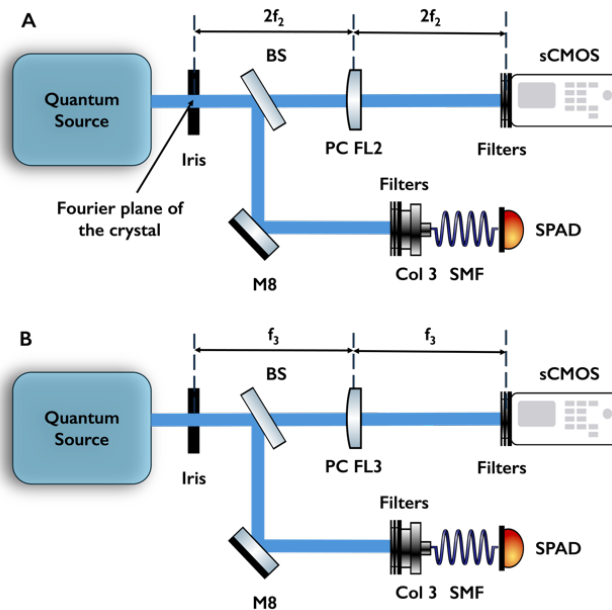 A
2f₂
2f₂
BS
sCMOS
Quantum
Source
Iris
PC FL2
Filters
Fourier plane of
the crystal
Filters
SPAD
M8
Col 3
SMF
B
f₃
f₃
BS
sCMOS
Quantum
Source
Iris
PC FL3
Filters
Filters
SPAD
M8
Col 3
SMF